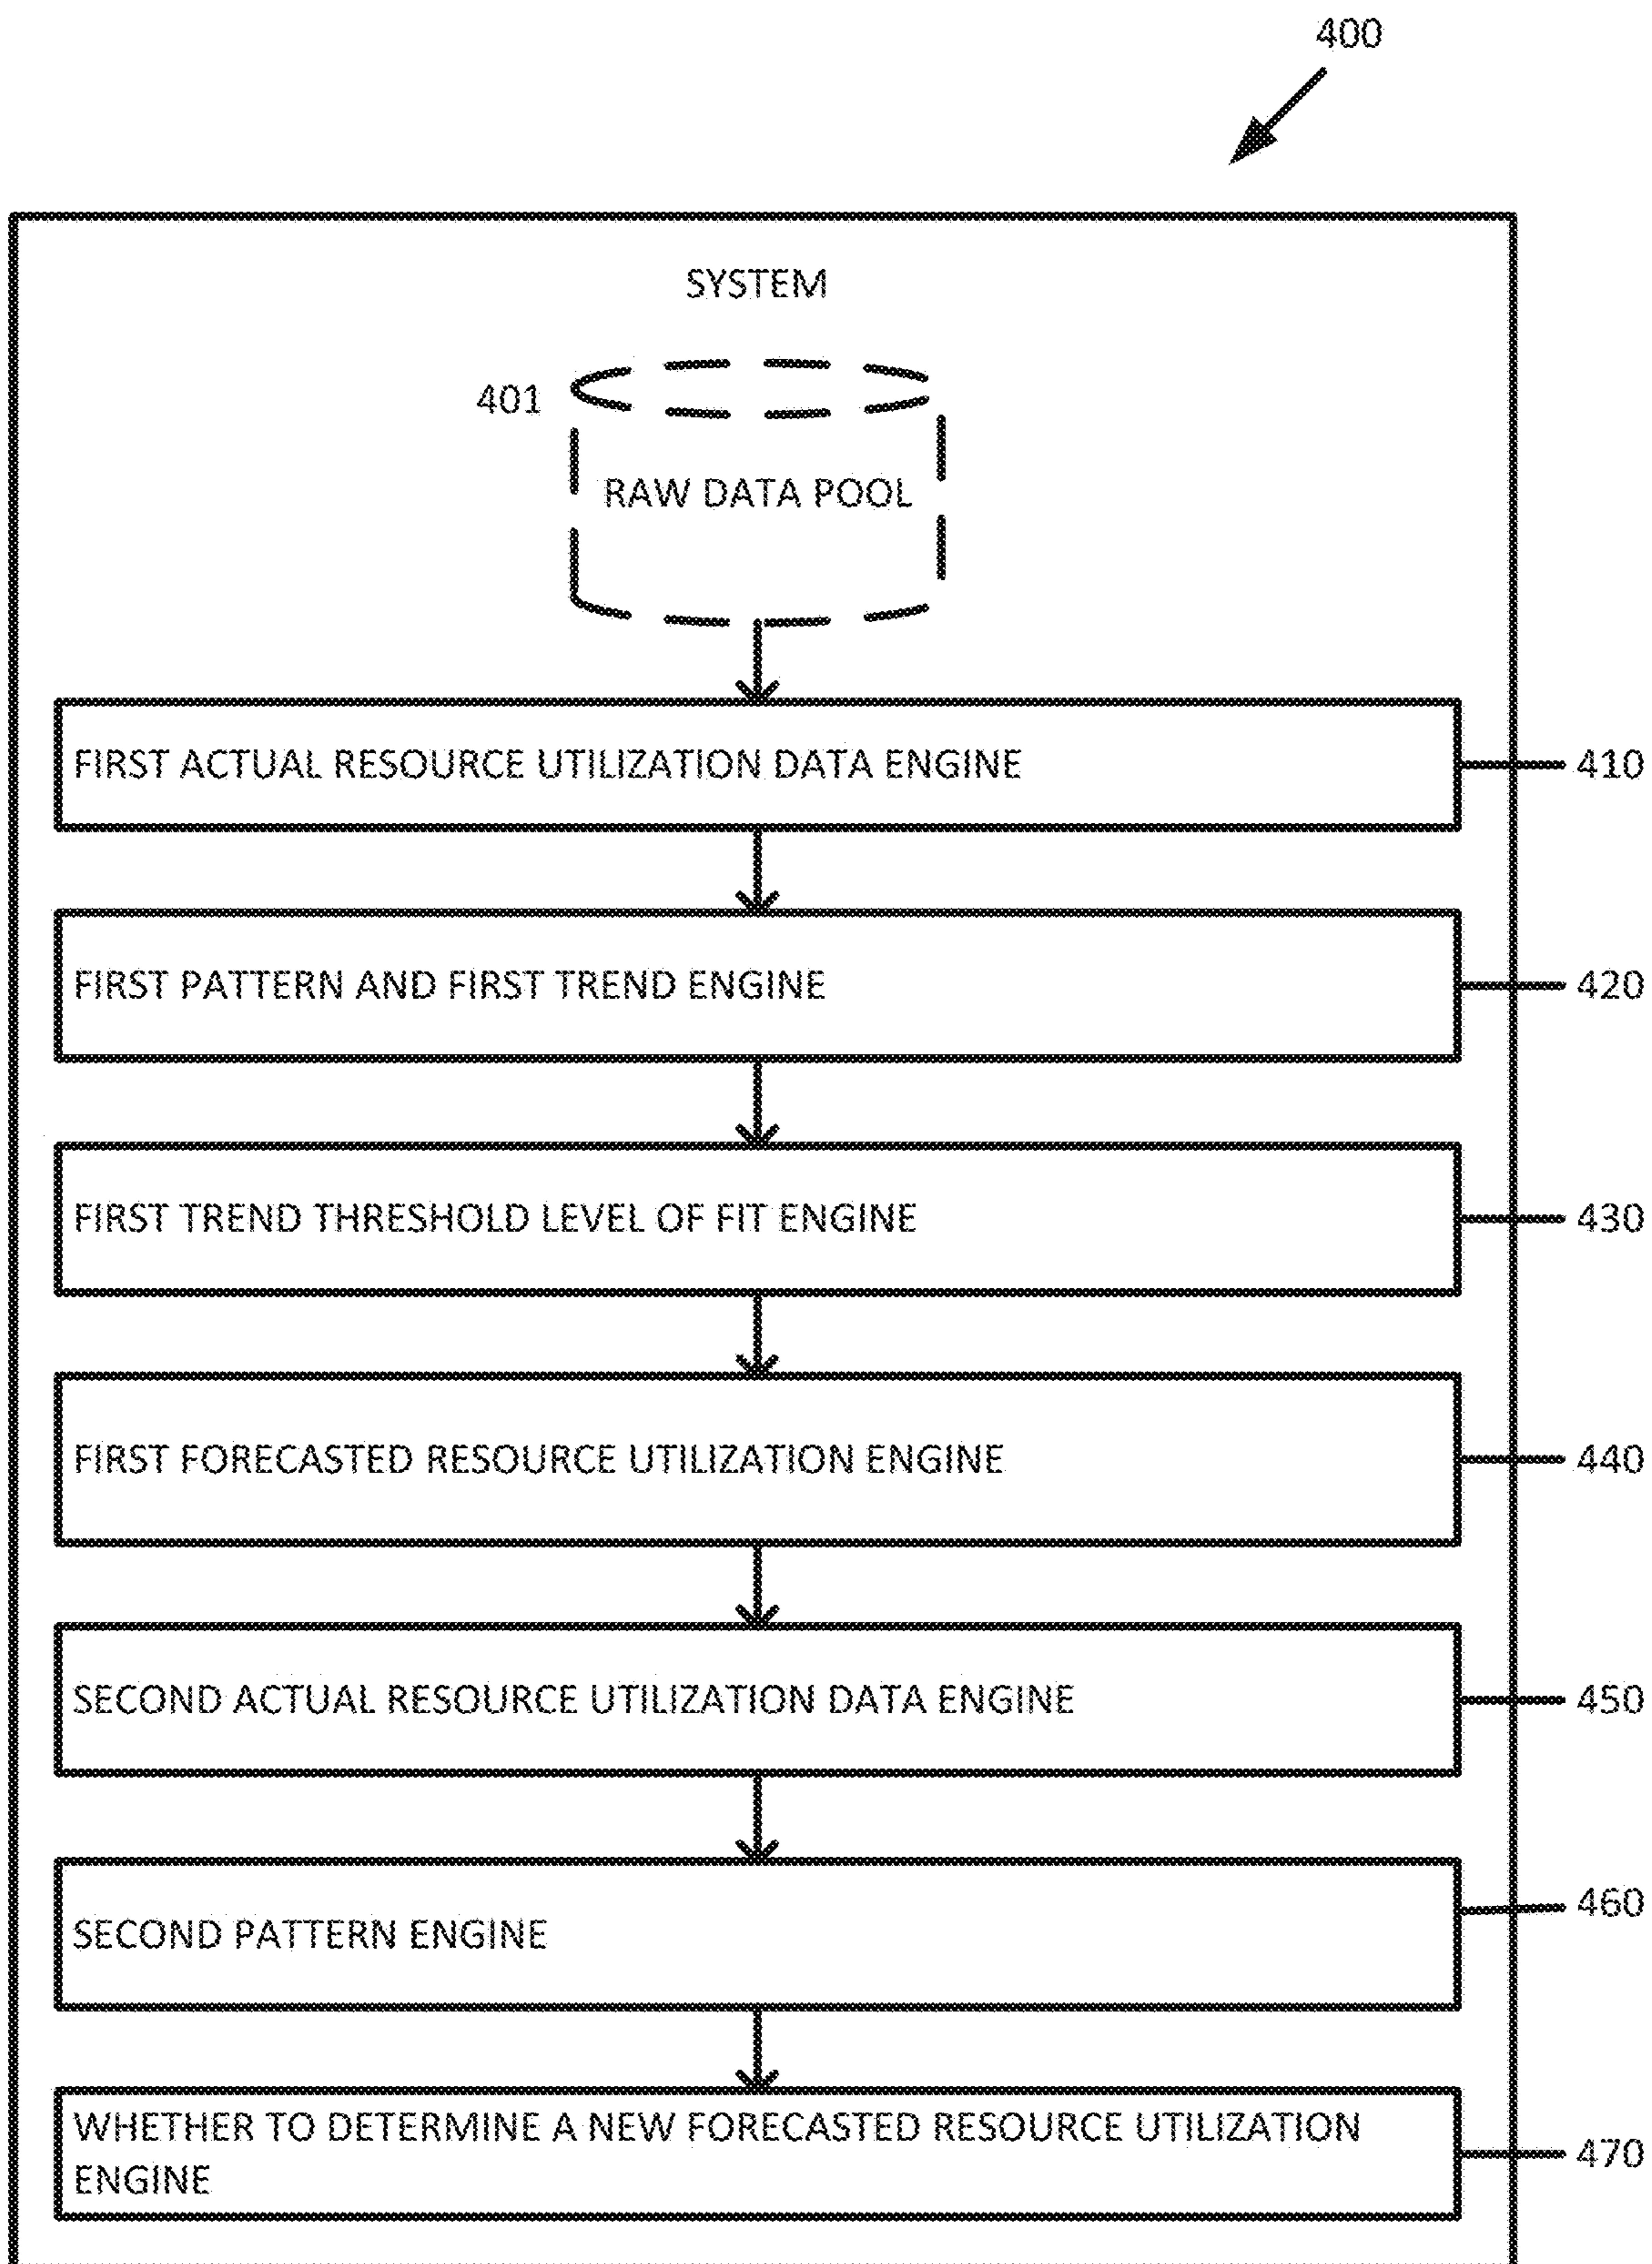 400
SYSTEM
401
RAW DATA POOL
FIRST ACTUAL RESOURCE UTILIZATION DATA ENGINE
410
FIRST PATTERN AND FIRST TREND ENGINE
420
FIRST TREND THRESHOLD LEVEL OF FIT ENGINE
430
FIRST FORECASTED RESOURCE UTILIZATION ENGINE
440
SECOND ACTUAL RESOURCE UTILIZATION DATA ENGINE
450
SECOND PATTERN ENGINE
460
WHETHER TO DETERMINE A NEW FORECASTED RESOURCE UTILIZATION
ENGINE
470